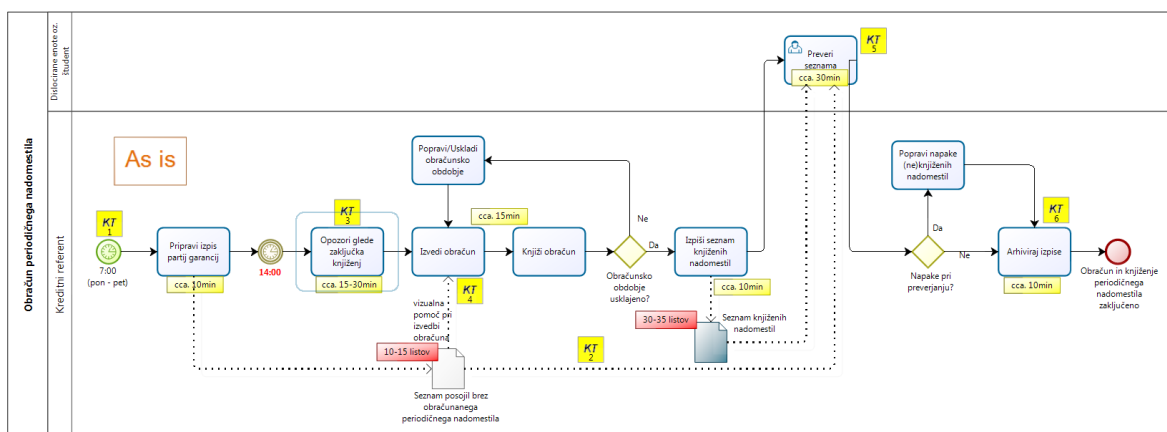 Obračun periodičnega nadomestila
Dislocirane enote oz.
študent
Kreditni referent
As is
KT
1
7:00
(pon - pet)
Pripravi izpis
partij garancij
cca. 10min
14:00
KT
3
Opozori glede
zaključka
knjiženj
cca. 15-30min
Popravi/Uskladi
obračunsko
obdobje
Izvedi obračun
KT
4
vizualna
pomoč pri
izvedbi
obračuna
cca. 15min
Knjiži obračun
Ne
Da
Obračunsko
obdobje
usklajeno?
Izpiši seznam
knjiženih
nadomestil
cca. 10min
30-35 listov
Seznam knjiženih
nadomestil
10-15 listov
Seznam posojil brez
obračunanega
periodičnega nadomestila
KT
2
Preveri
seznama
cca. 30min
KT
5
Popravi napake
(ne)knjiženih
nadomestil
Da
Ne
Napake pri
preverjanju?
KT
6
Arhiviraj izpise
cca. 10min
Obračun in knjiženje
periodičnega
nadomestila
zaključeno